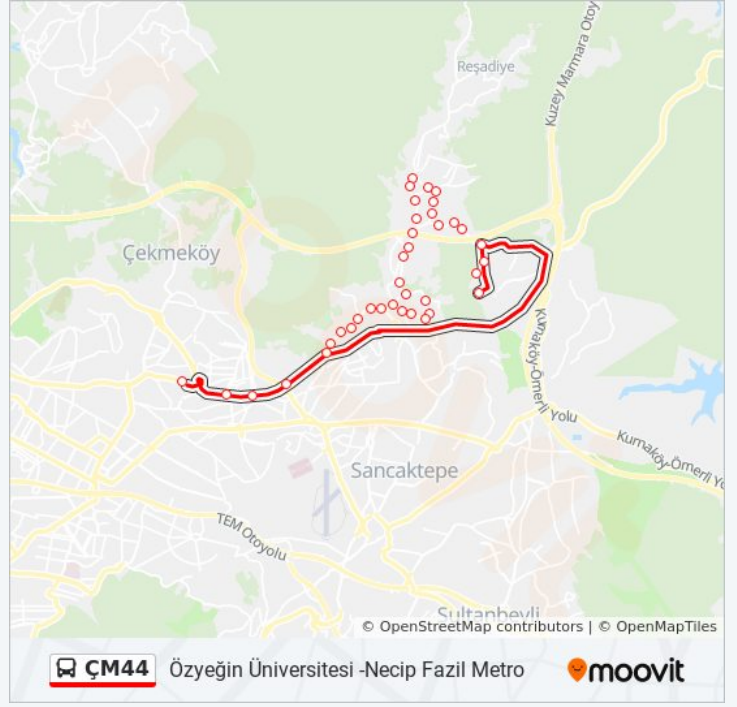 Kuzey Marmara Otoy
Reşadiye
Çekmeköy
Kurnaköy-Ömerli Yolu
Kurnaköy-Ömerli Yo
Sancaktepe
TEM Otoyolu
Sultanbeyli
© OpenStreetMap contributors | © OpenMapTiles
ÇM44 Özyeğin Üniversitesi -Necip Fazil Metro moovit